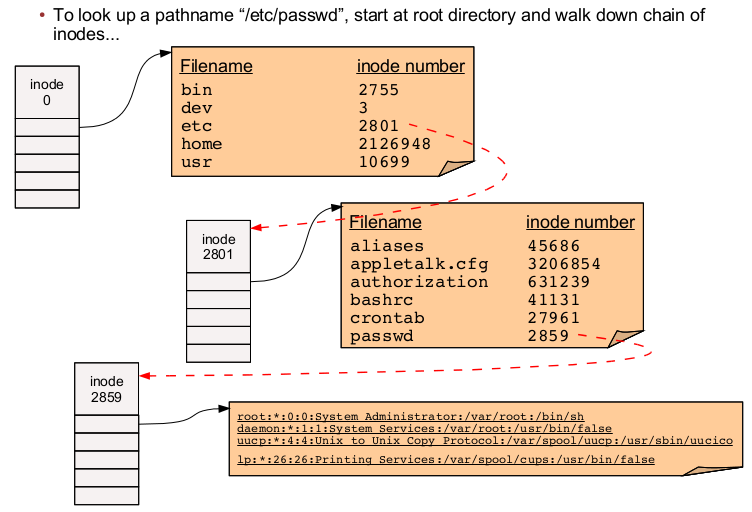 • To look up a pathname “/etc/passwd”, start at root directory and walk down chain of
inodes...
inode
0
Filename inode number
bin 2755
dev 3
etc 2801
home 2126948
usr 10699
inode
2801
Filename inode number
aliases 45686
appletalk.cfg 3206854
authorization 631239
bashrc 41131
crontab 27961
passwd 2859
inode
2859
root:*:0:0:System Administrator:/var/root:/bin/sh
daemon:*:1:1:System Services:/var/root:/usr/bin/false
uucp:*:4:4:Unix to Unix Copy Protocol:/var/spool/uucp:/usr/sbin/uucico
lp:*:26:26:Printing Services:/var/spool/cups:/usr/bin/false